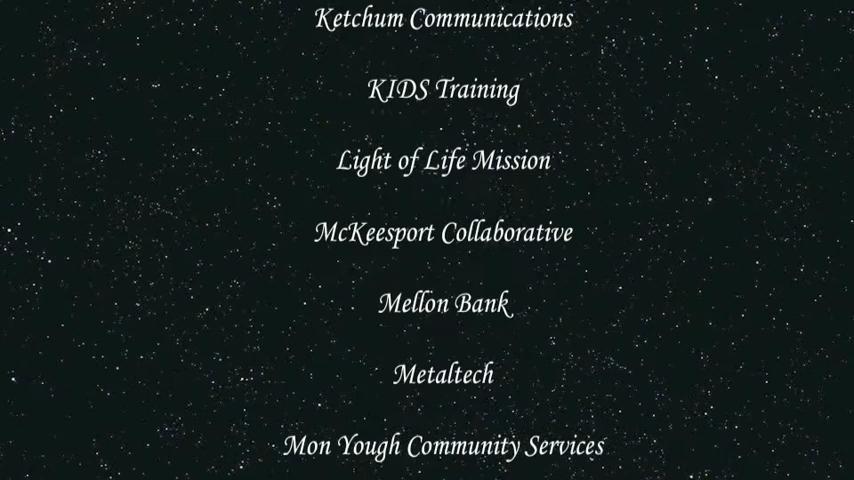 Ketchum Communications
KIDS Training
Light of Life Mission
McKeesport Collaborative
Mellon Bank
Metaltech
Mon Yough Community Services